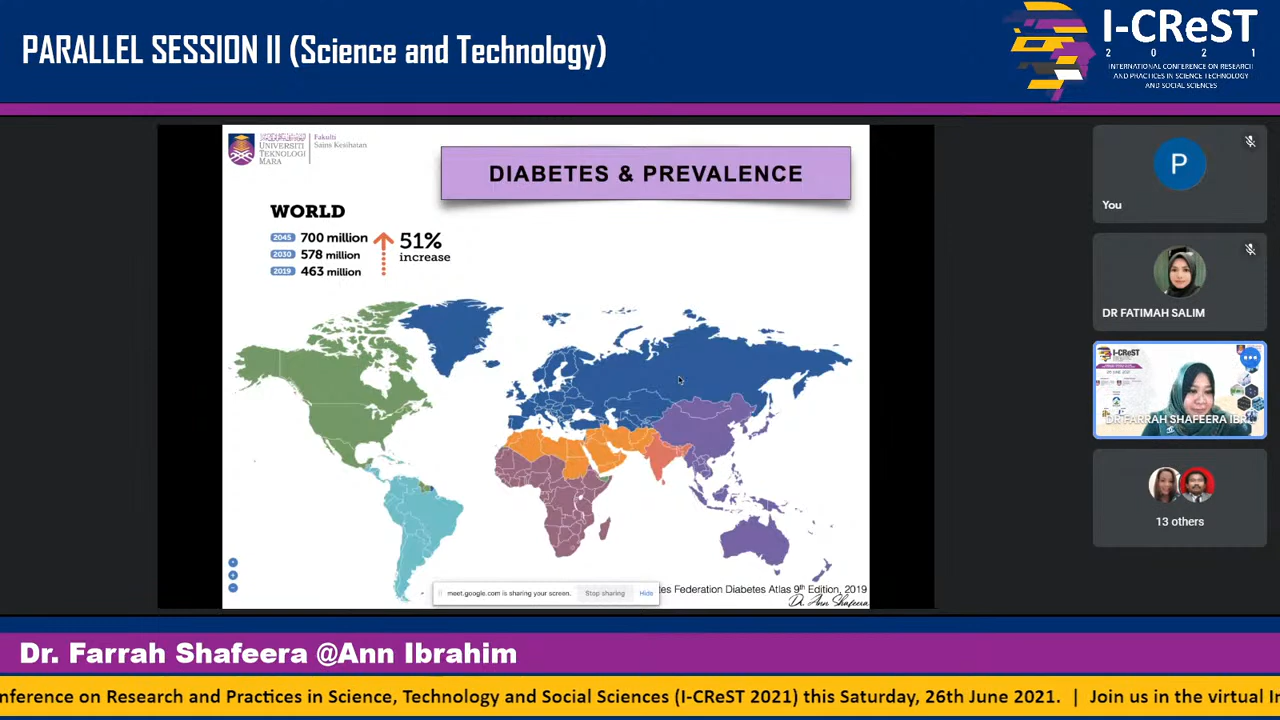 PARALLEL SESSION II (Science and Technology)
I-CReST
2 0 2 1
INTERNATIONAL CONFERENCE ON RESEARCH
AND PRACTICES IN SCIENCE TECHNOLOGY
AND SOCIAL SCIENCES
UNIVERSITI
TEKNOLOGI
MARA
Fakulti
Sains Kesihatan
DIABETES & PREVALENCE
WORLD
2045 700 million
2030 578 million
2019 463 million
51%
increase
meet.google.com is sharing your screen.
Stop sharing
Hide
es Federation Diabetes Atlas 9th Edition, 2019
Dr. Ann Shafeera
P
You
DR FATIMAH SALIM
I-CReST
DR FARRAH SHAFEERA IBR
13 others
Dr. Farrah Shafeera @Ann Ibrahim
nference on Research and Practices in Science, Technology and Social Sciences (I-CReST 2021) this Saturday, 26th June 2021. | Join us in the virtual In